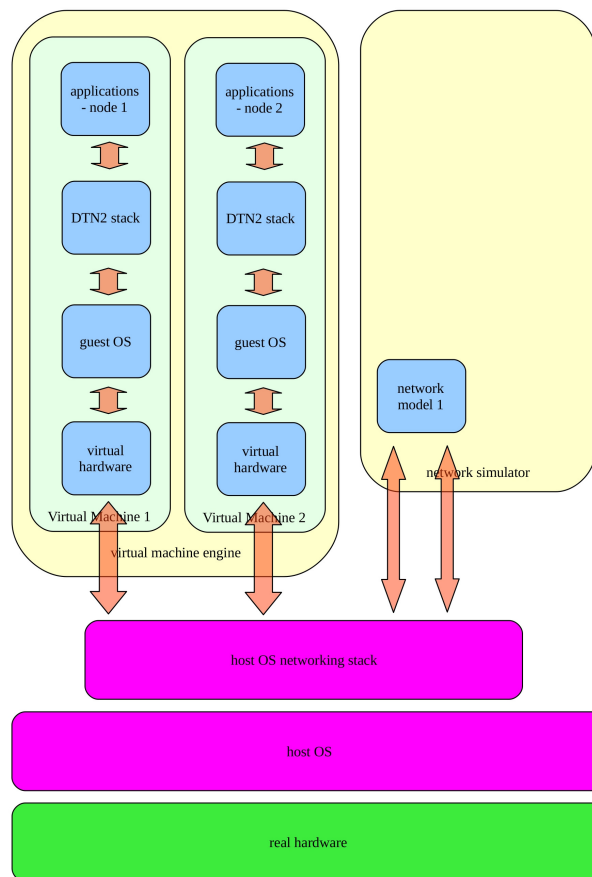 applications
- node 1
applications
- node 2
DTN2 stack
DTN2 stack
guest OS
guest OS
network
model 1
virtual
hardware
virtual
hardware
network simulator
Virtual Machine 1
Virtual Machine 2
virtual machine engine
host OS networking stack
host OS
real hardware